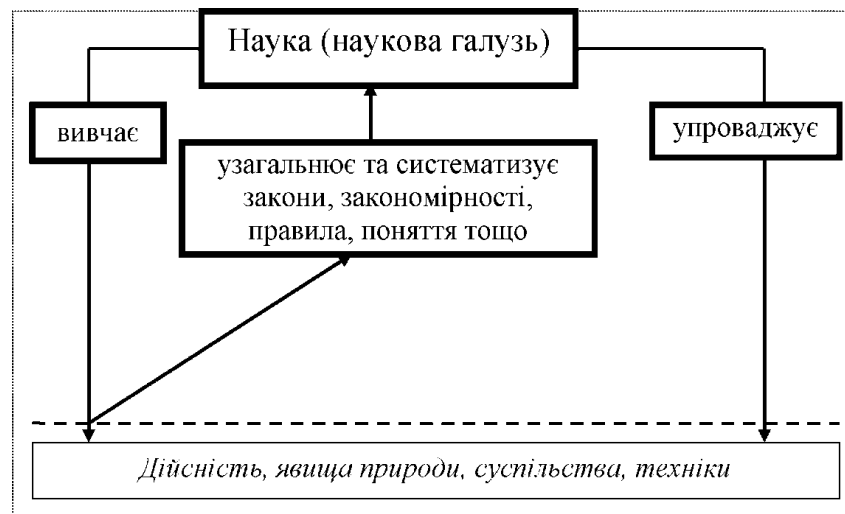 Наука (наукова галузь)
вивчає
упроваджує
узагальнює та систематизує
закони, закономірності,
правила, поняття тощо
Дійсність, явища природи, суспільства, техніки